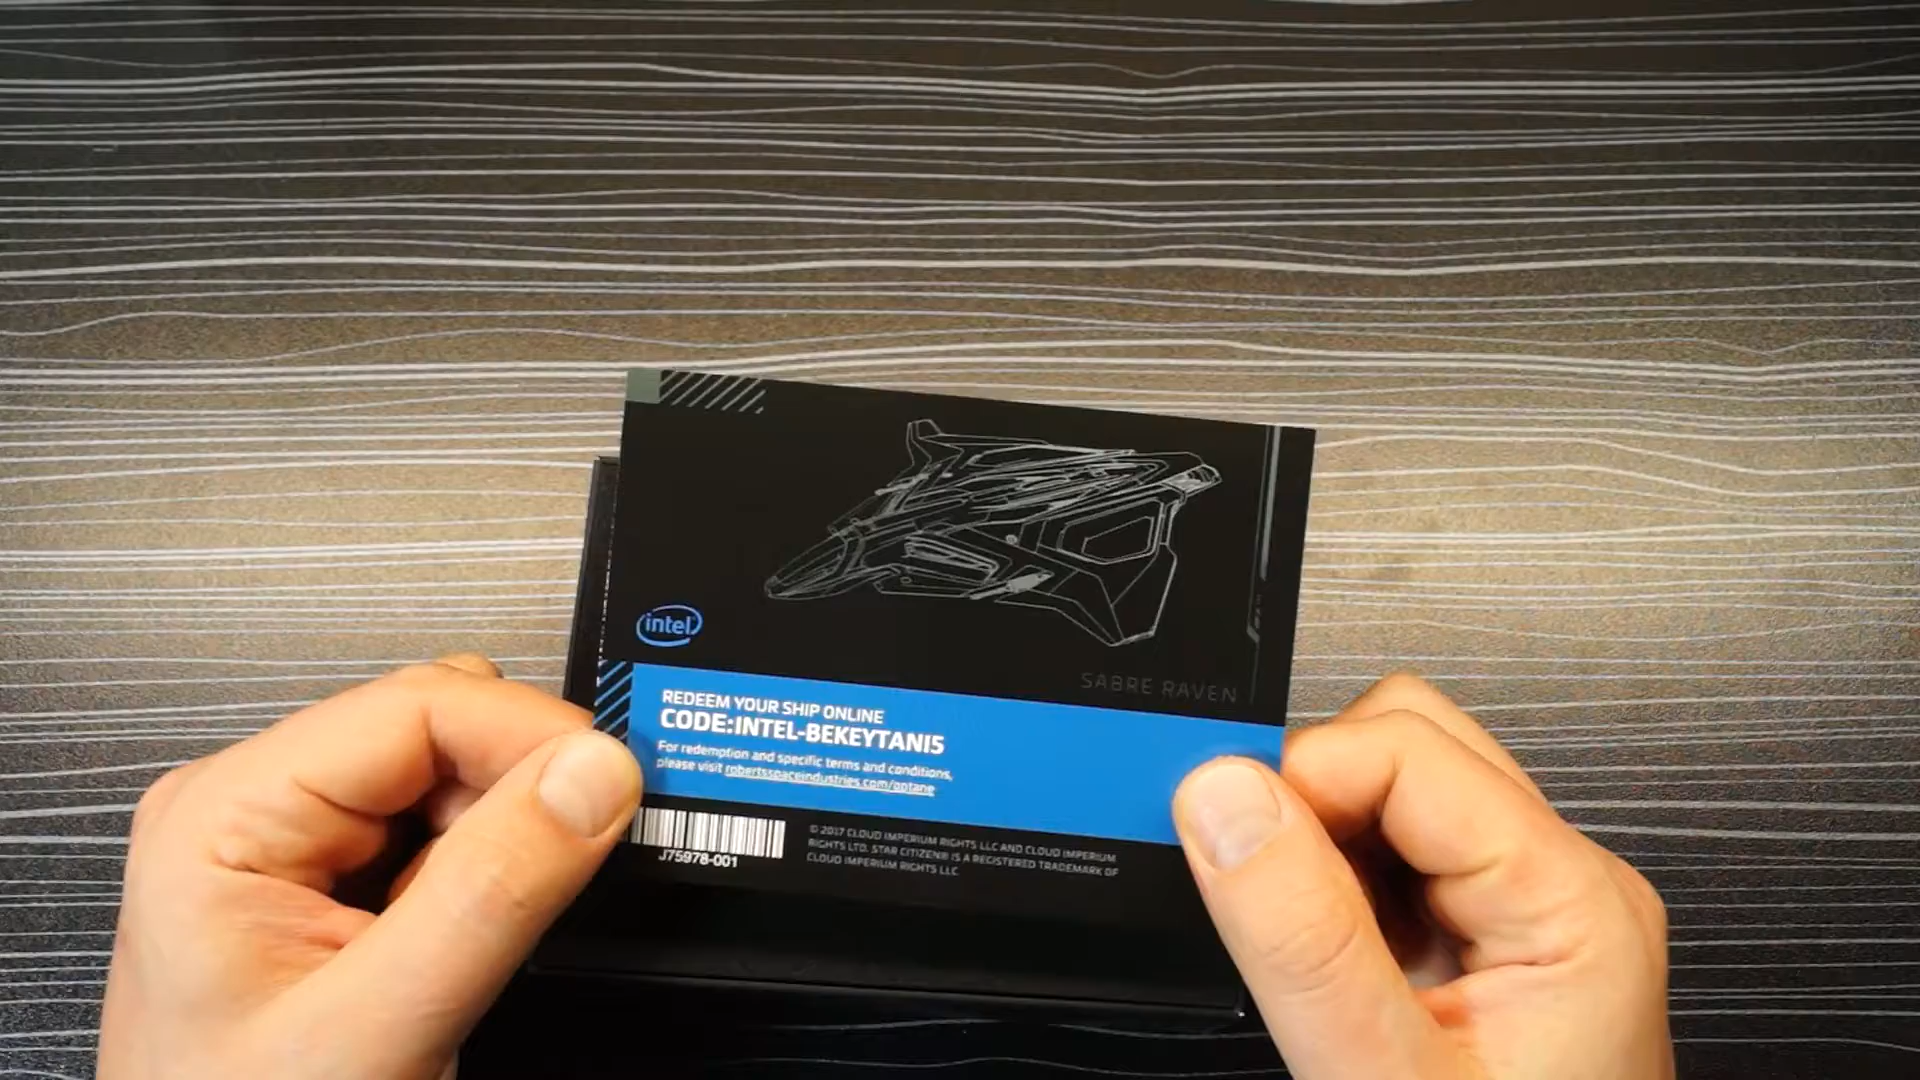 intel
SABRE RAVEN
REDEEM YOUR SHIP ONLINE
CODE:INTEL-BEKEYTANI5
For redemption and specific terms and conditions,
please visit robertsspaceindustries.com/optane
J75978-001
© 2017 CLOUD IMPERIUM RIGHTS LLC AND CLOUD IMPERIUM
RIGHTS LTD. STAR CITIZEN® IS A REGISTERED TRADEMARK OF
CLOUD IMPERIUM RIGHTS LLC.